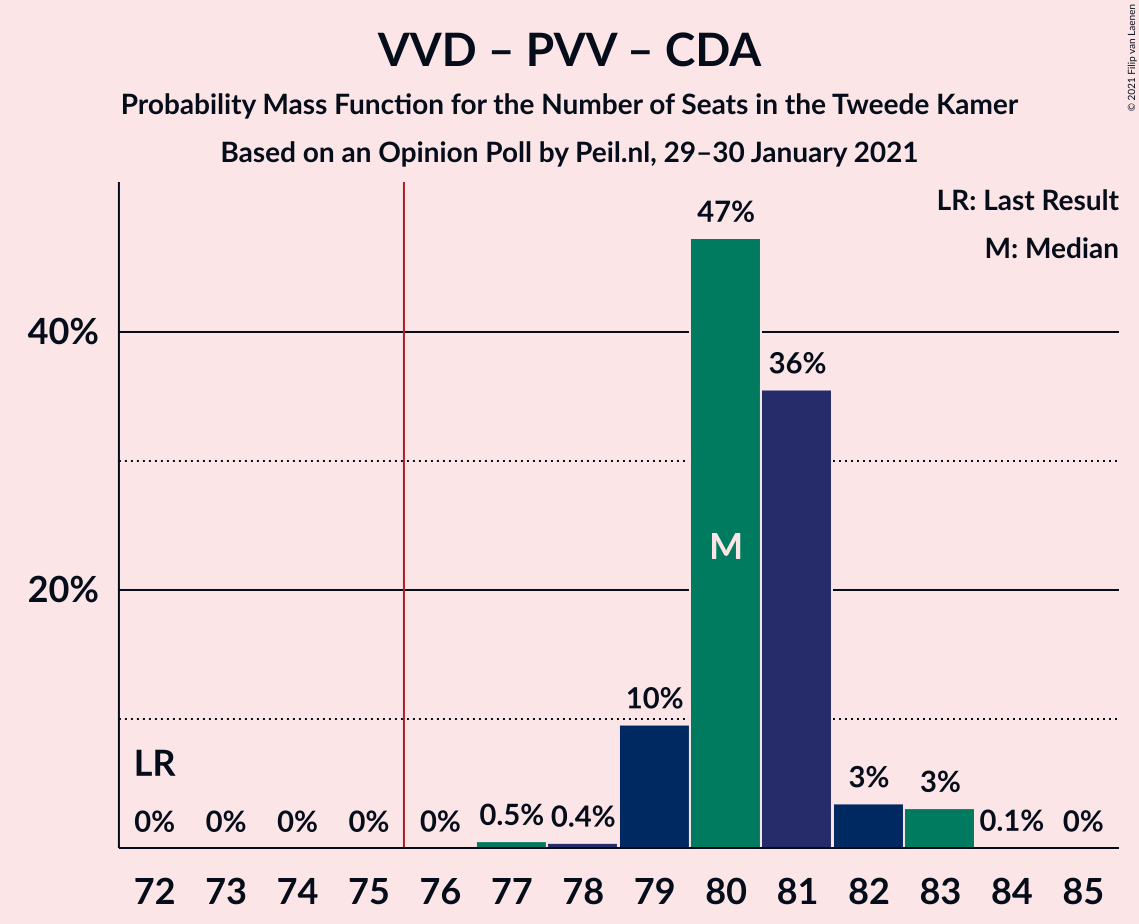 VVD – PVV – CDA
Probability Mass Function for the Number of Seats in the Tweede Kamer
Based on an Opinion Poll by Peil.nl, 29–30 January 2021
© 2021 Filip van Laenen
LR: Last Result
M: Median
47%
40%
36%
M
20%
10%
LR
0% 0% 0% 0% 0% 0.5% 0.4% 3% 3% 0.1% 0%
72 73 74 75 76 77 78 79 80 81 82 83 84 85